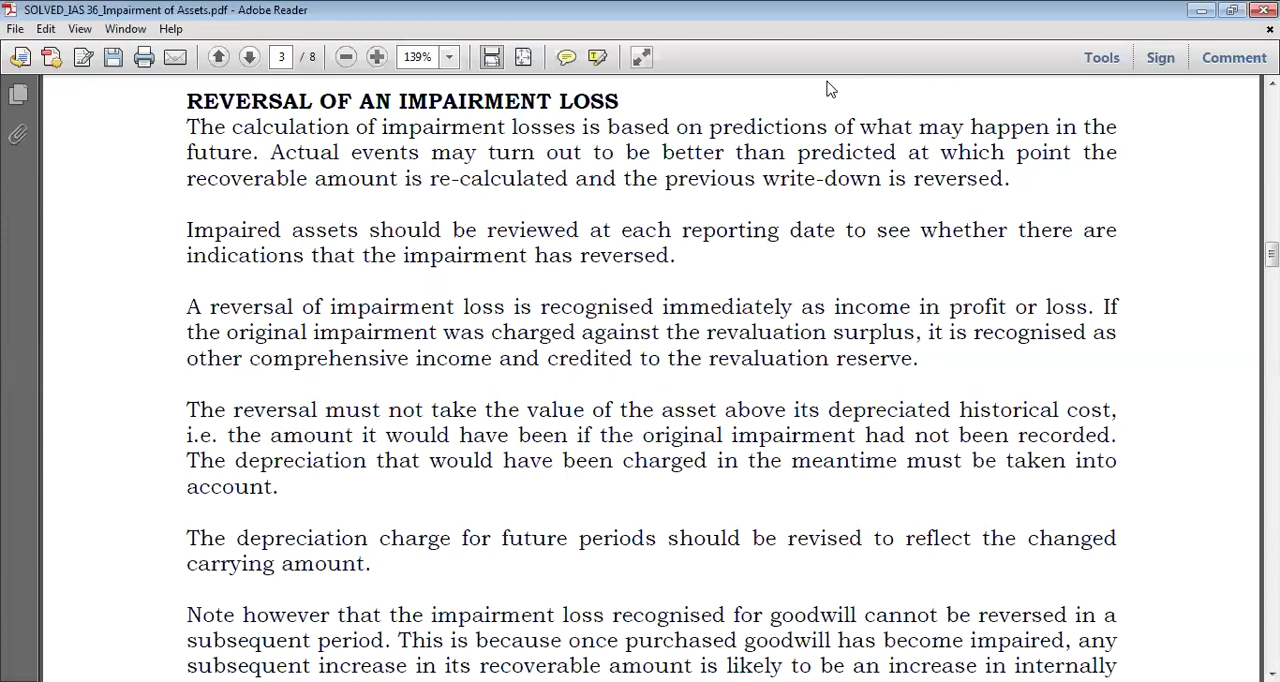 SOLVED_IAS 36_Impairment of Assets.pdf - Adobe Reader
File Edit View Window Help
3 / 8 139% Tools Sign Comment
REVERSAL OF AN IMPAIRMENT LOSS
The calculation of impairment losses is based on predictions of what may happen in the
future. Actual events may turn out to be better than predicted at which point the
recoverable amount is re-calculated and the previous write-down is reversed.
Impaired assets should be reviewed at each reporting date to see whether there are
indications that the impairment has reversed.
A reversal of impairment loss is recognised immediately as income in profit or loss. If
the original impairment was charged against the revaluation surplus, it is recognised as
other comprehensive income and credited to the revaluation reserve.
The reversal must not take the value of the asset above its depreciated historical cost,
i.e. the amount it would have been if the original impairment had not been recorded.
The depreciation that would have been charged in the meantime must be taken into
account.
The depreciation charge for future periods should be revised to reflect the changed
carrying amount.
Note however that the impairment loss recognised for goodwill cannot be reversed in a
subsequent period. This is because once purchased goodwill has become impaired, any
subsequent increase in its recoverable amount is likely to be an increase in internally